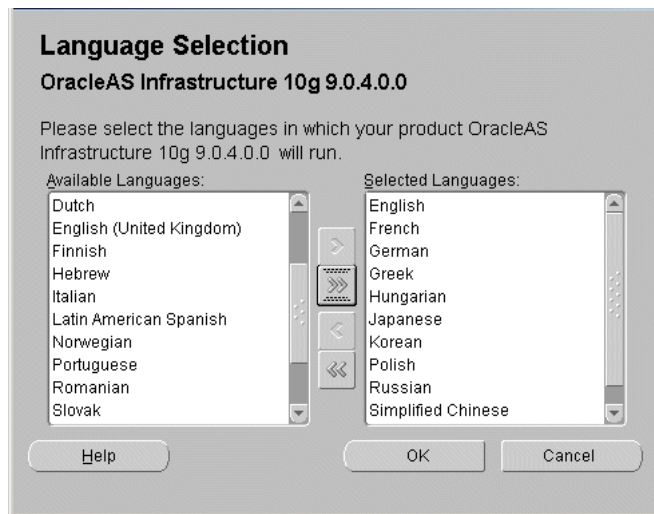 Language Selection
OracleAS Infrastructure 10g 9.0.4.0.0
Please select the languages in which your product OracleAS
Infrastructure 10g 9.0.4.0.0 will run.
Available Languages:
Dutch
English (United Kingdom)
Finnish
Hebrew
Italian
Latin American Spanish
Norwegian
Portuguese
Romanian
Slovak
Selected Languages:
English
French
German
Greek
Hungarian
Japanese
Korean
Polish
Russian
Simplified Chinese
Help
OK
Cancel